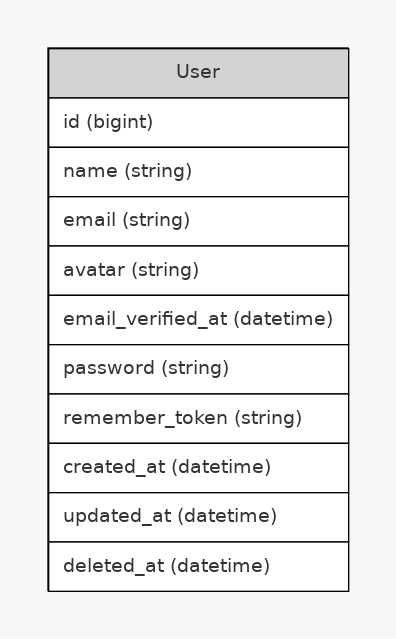 User
id (bigint)
name (string)
email (string)
avatar (string)
email_verified_at (datetime)
password (string)
remember_token (string)
created_at (datetime)
updated_at (datetime)
deleted_at (datetime)